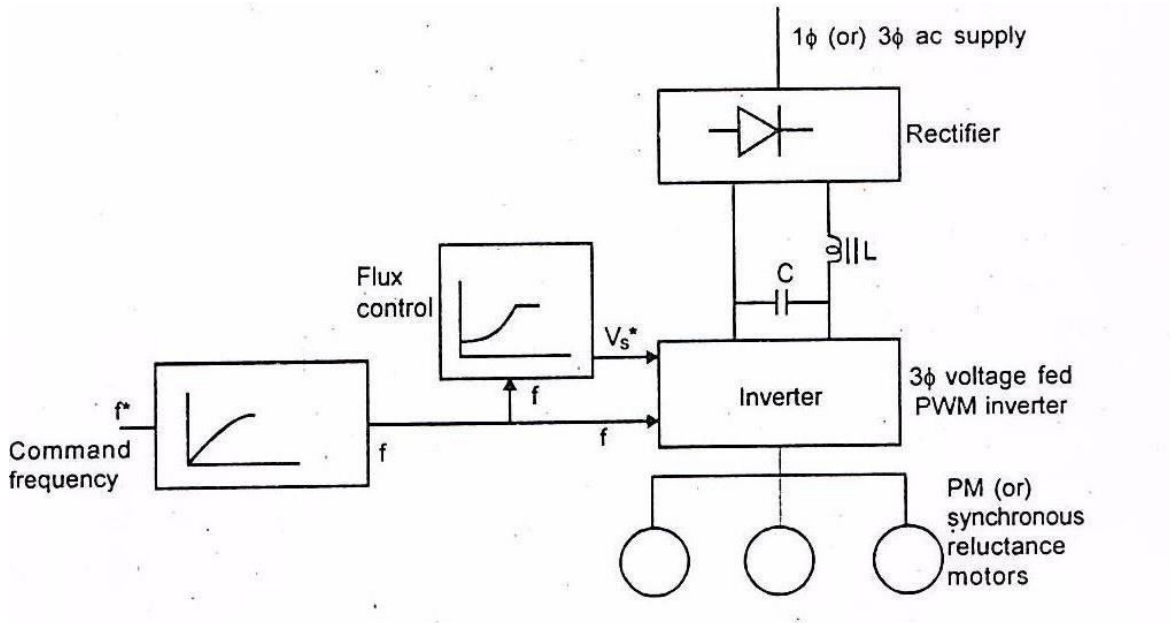 1ϕ (or) 3ϕ ac supply
Rectifier
L
C
Flux
control
Vs*
f
3ϕ voltage fed
PWM inverter
Inverter
f*
Command
frequency
f
f
PM (or)
synchronous
reluctance
motors